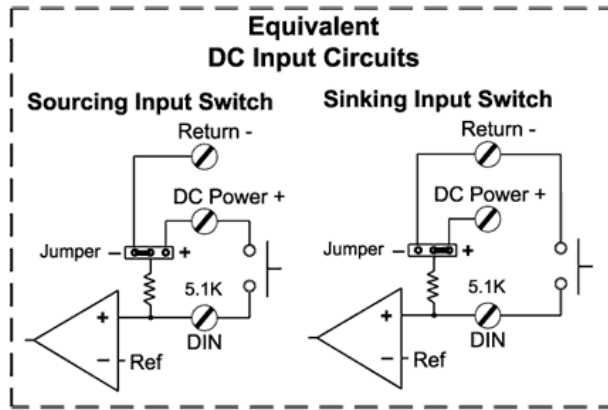 Equivalent
DC Input Circuits
Sourcing Input Switch
Return -
DC Power +
Jumper - +
5.1K
+
DIN
- Ref
Sinking Input Switch
Return -
DC Power +
Jumper - +
5.1K
+
DIN
- Ref